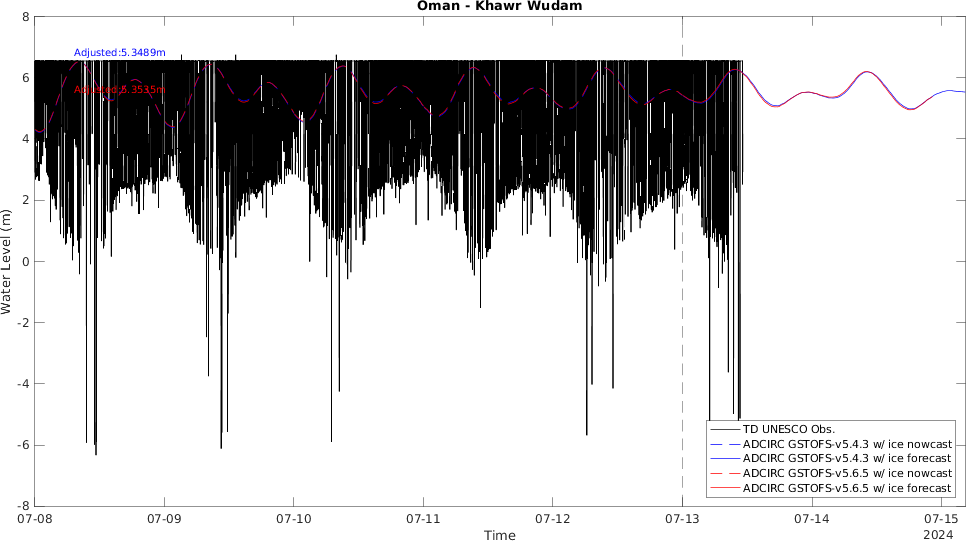 Oman - Khawr Wudam
8
6
4
2
0
-2
-4
-6
-8
Water Level (m)
Adjusted:5.3489m
Adjusted:5.3535m
TD UNESCO Obs.
ADCIRC GSTOFS-v5.4.3 w/ ice nowcast
ADCIRC GSTOFS-v5.4.3 w/ ice forecast
ADCIRC GSTOFS-v5.6.5 w/ ice nowcast
ADCIRC GSTOFS-v5.6.5 w/ ice forecast
07-08 07-09 07-10 07-11 07-12 07-13 07-14 07-15
Time
2024